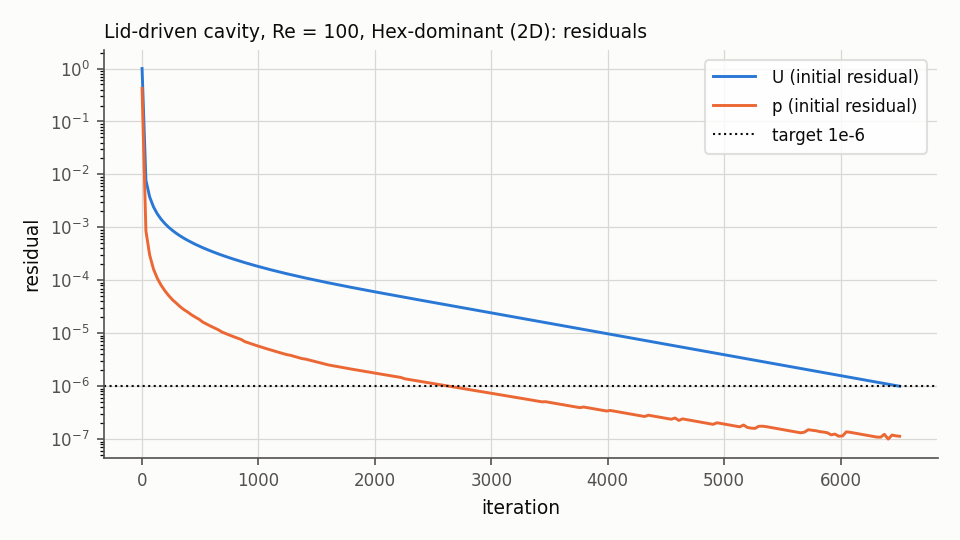 Lid-driven cavity, Re = 100, Hex-dominant (2D): residuals
U (initial residual)
p (initial residual)
target 1e-6
residual
10⁰
10⁻¹
10⁻²
10⁻³
10⁻⁴
10⁻⁵
10⁻⁶
10⁻⁷
0 1000 2000 3000 4000 5000 6000
iteration